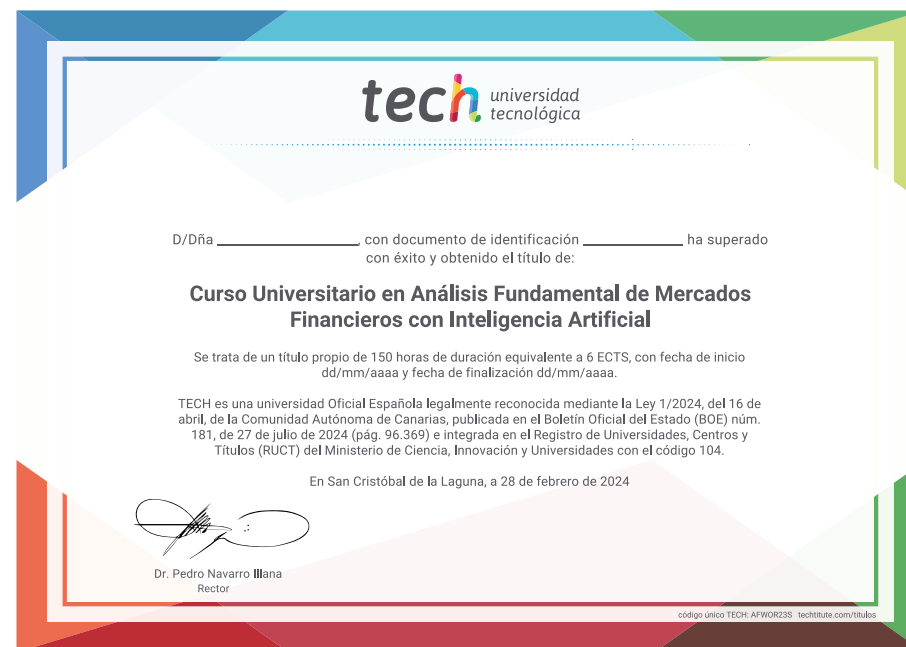 tech universidad
tecnológica
D/Dña ____________________, con documento de identificación ______________ ha superado
con éxito y obtenido el título de:
Curso Universitario en Análisis Fundamental de Mercados
Financieros con Inteligencia Artificial
Se trata de un título propio de 150 horas de duración equivalente a 6 ECTS, con fecha de inicio
dd/mm/aaaa y fecha de finalización dd/mm/aaaa.
TECH es una universidad Oficial Española legalmente reconocida mediante la Ley 1/2024, del 16 de
abril, de la Comunidad Autónoma de Canarias, publicada en el Boletín Oficial del Estado (BOE) núm.
181, de 27 de julio de 2024 (pág. 96.369) e integrada en el Registro de Universidades, Centros y
Títulos (RUCT) del Ministerio de Ciencia, Innovación y Universidades con el código 104.
En San Cristóbal de la Laguna, a 28 de febrero de 2024
Dr. Pedro Navarro Illana
Rector
código único TECH: AFWOR23S techtitute.com/titulos